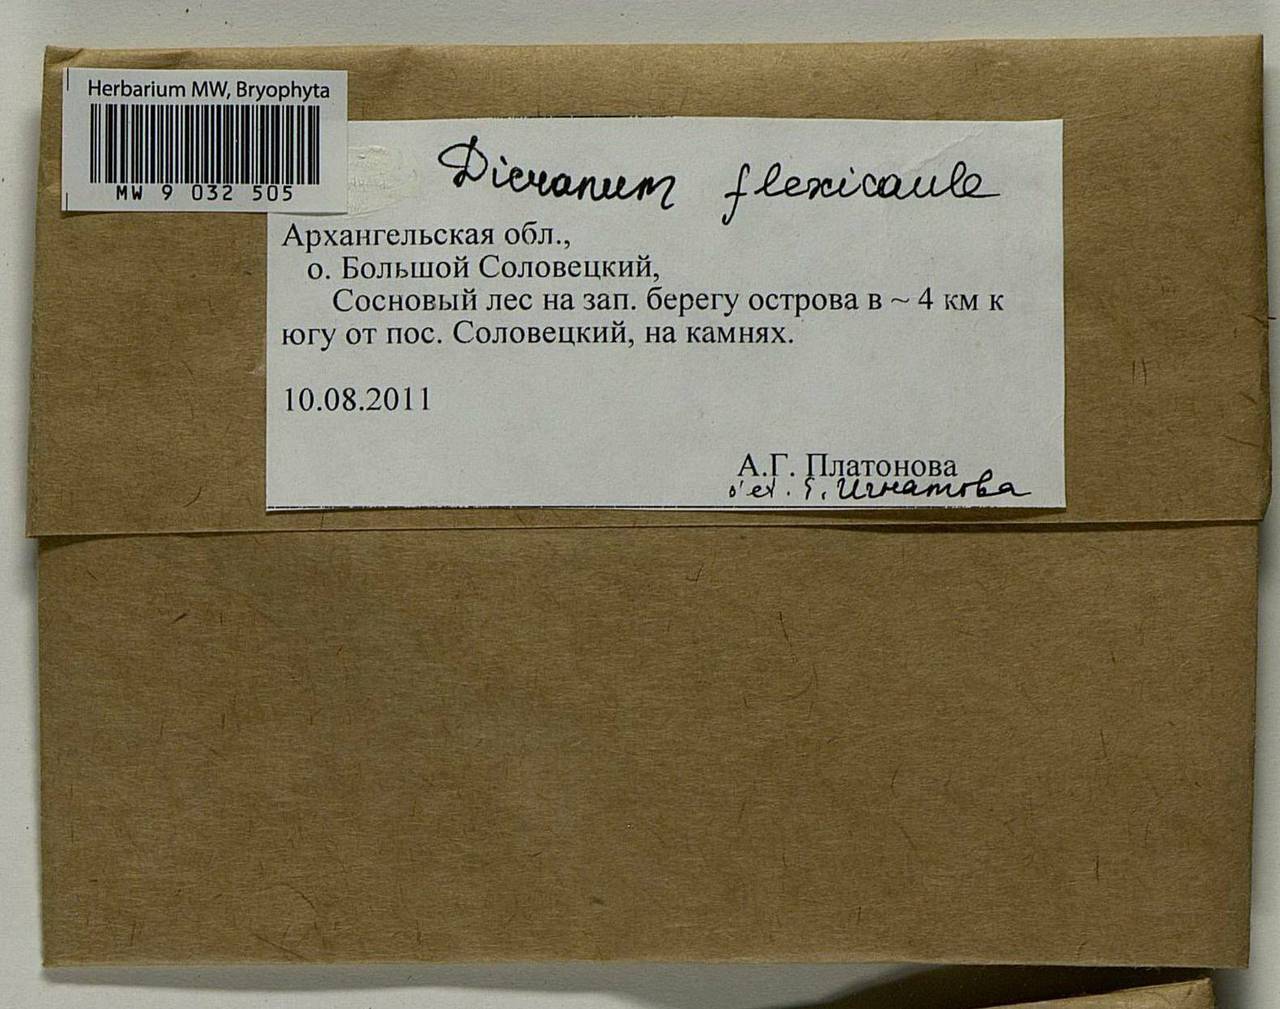 Herbarium MW, Bryophyta
MW 9 032 505
Dicranum flexicaule
Архангельская обл.,
о. Большой Соловецкий,
Сосновый лес на зап. берегу острова в ~ 4 км к
югу от пос. Соловецкий, на камнях.
10.08.2011
А.Г. Платонова
Игнатова